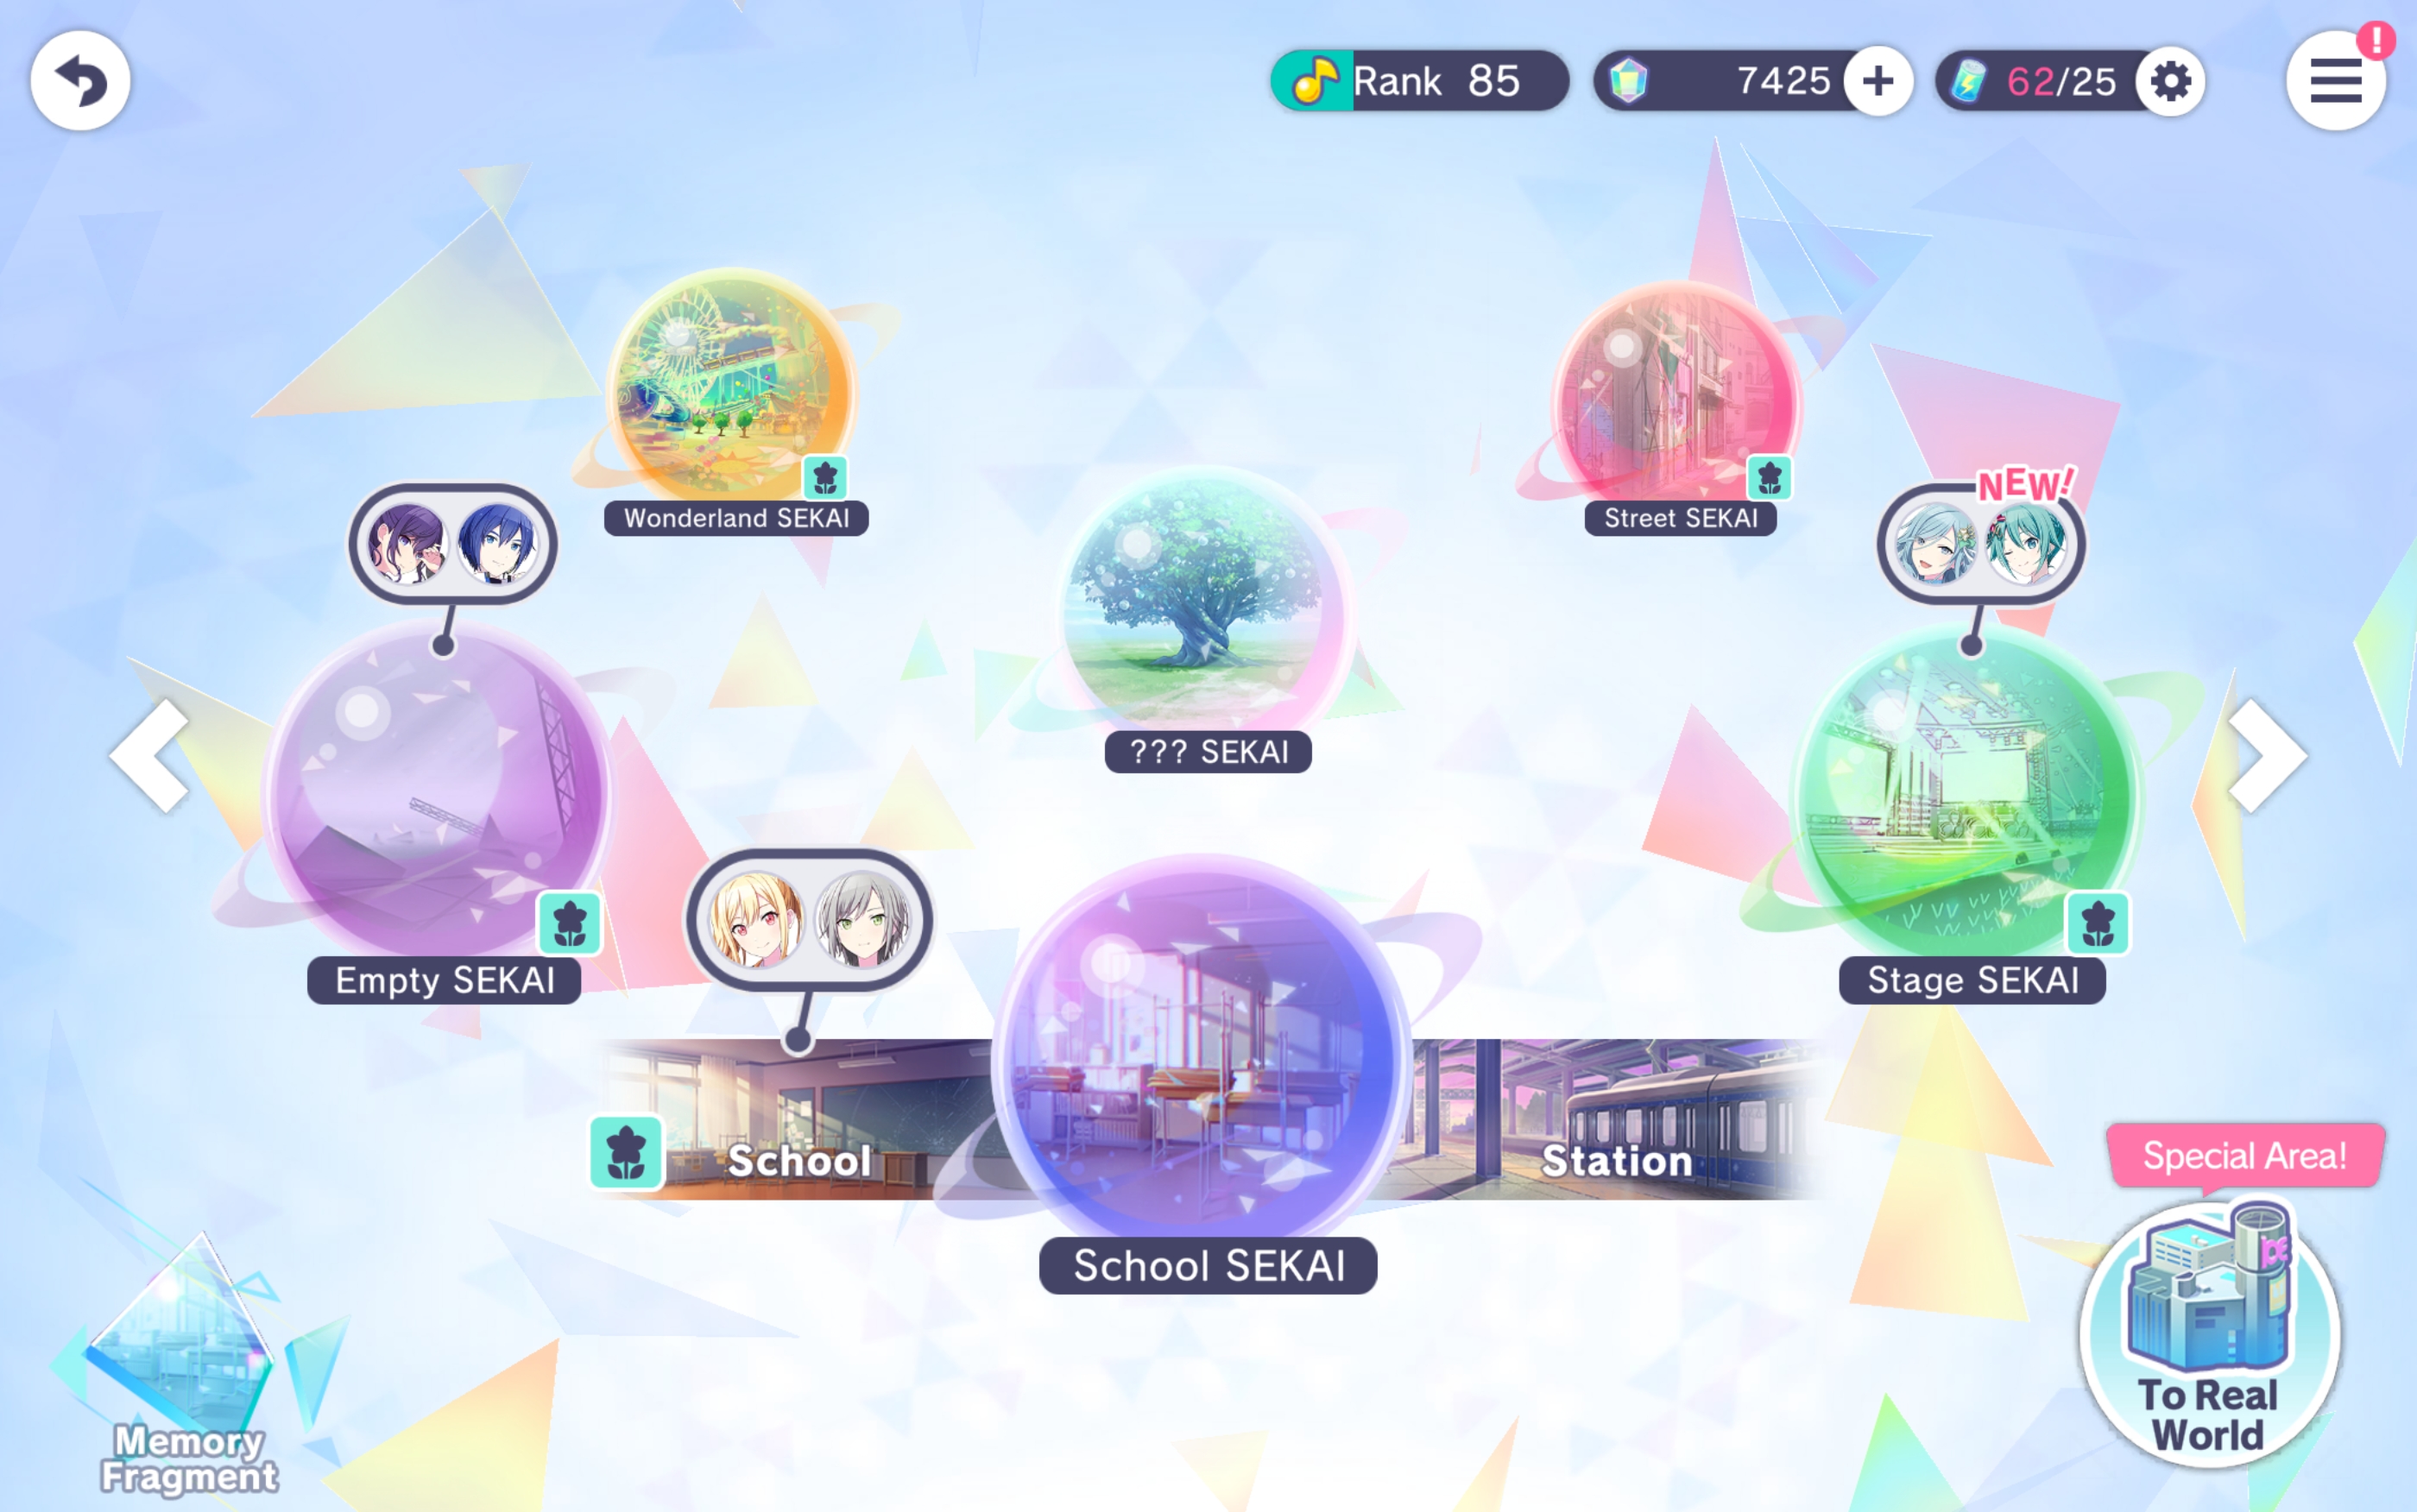 !
Rank 85
7425
62/25
Wonderland SEKAI
Street SEKAI
NEW!
??? SEKAI
Empty SEKAI
Stage SEKAI
School
Station
School SEKAI
Special Area!
To Real
World
Memory
Fragment